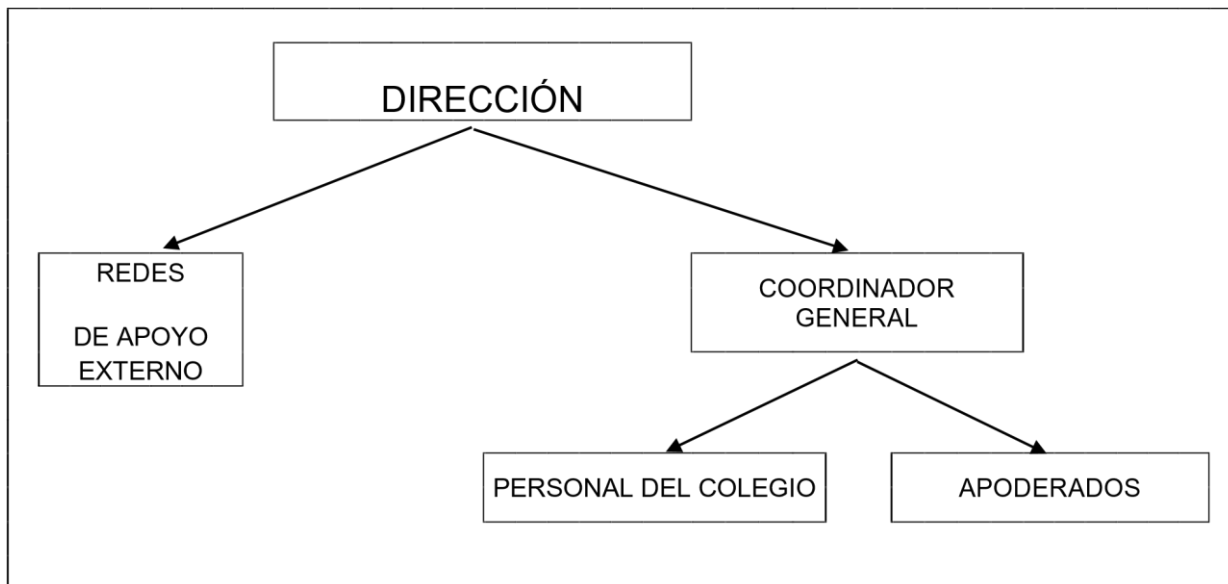 DIRECCIÓN
REDES
DE APOYO
EXTERNO
COORDINADOR
GENERAL
PERSONAL DEL COLEGIO
APODERADOS